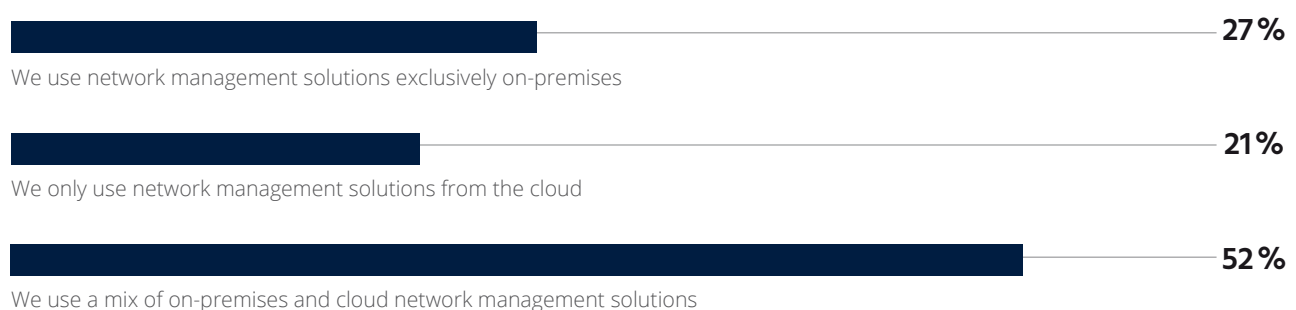 27 %
We use network management solutions exclusively on-premises
21 %
We only use network management solutions from the cloud
52 %
We use a mix of on-premises and cloud network management solutions